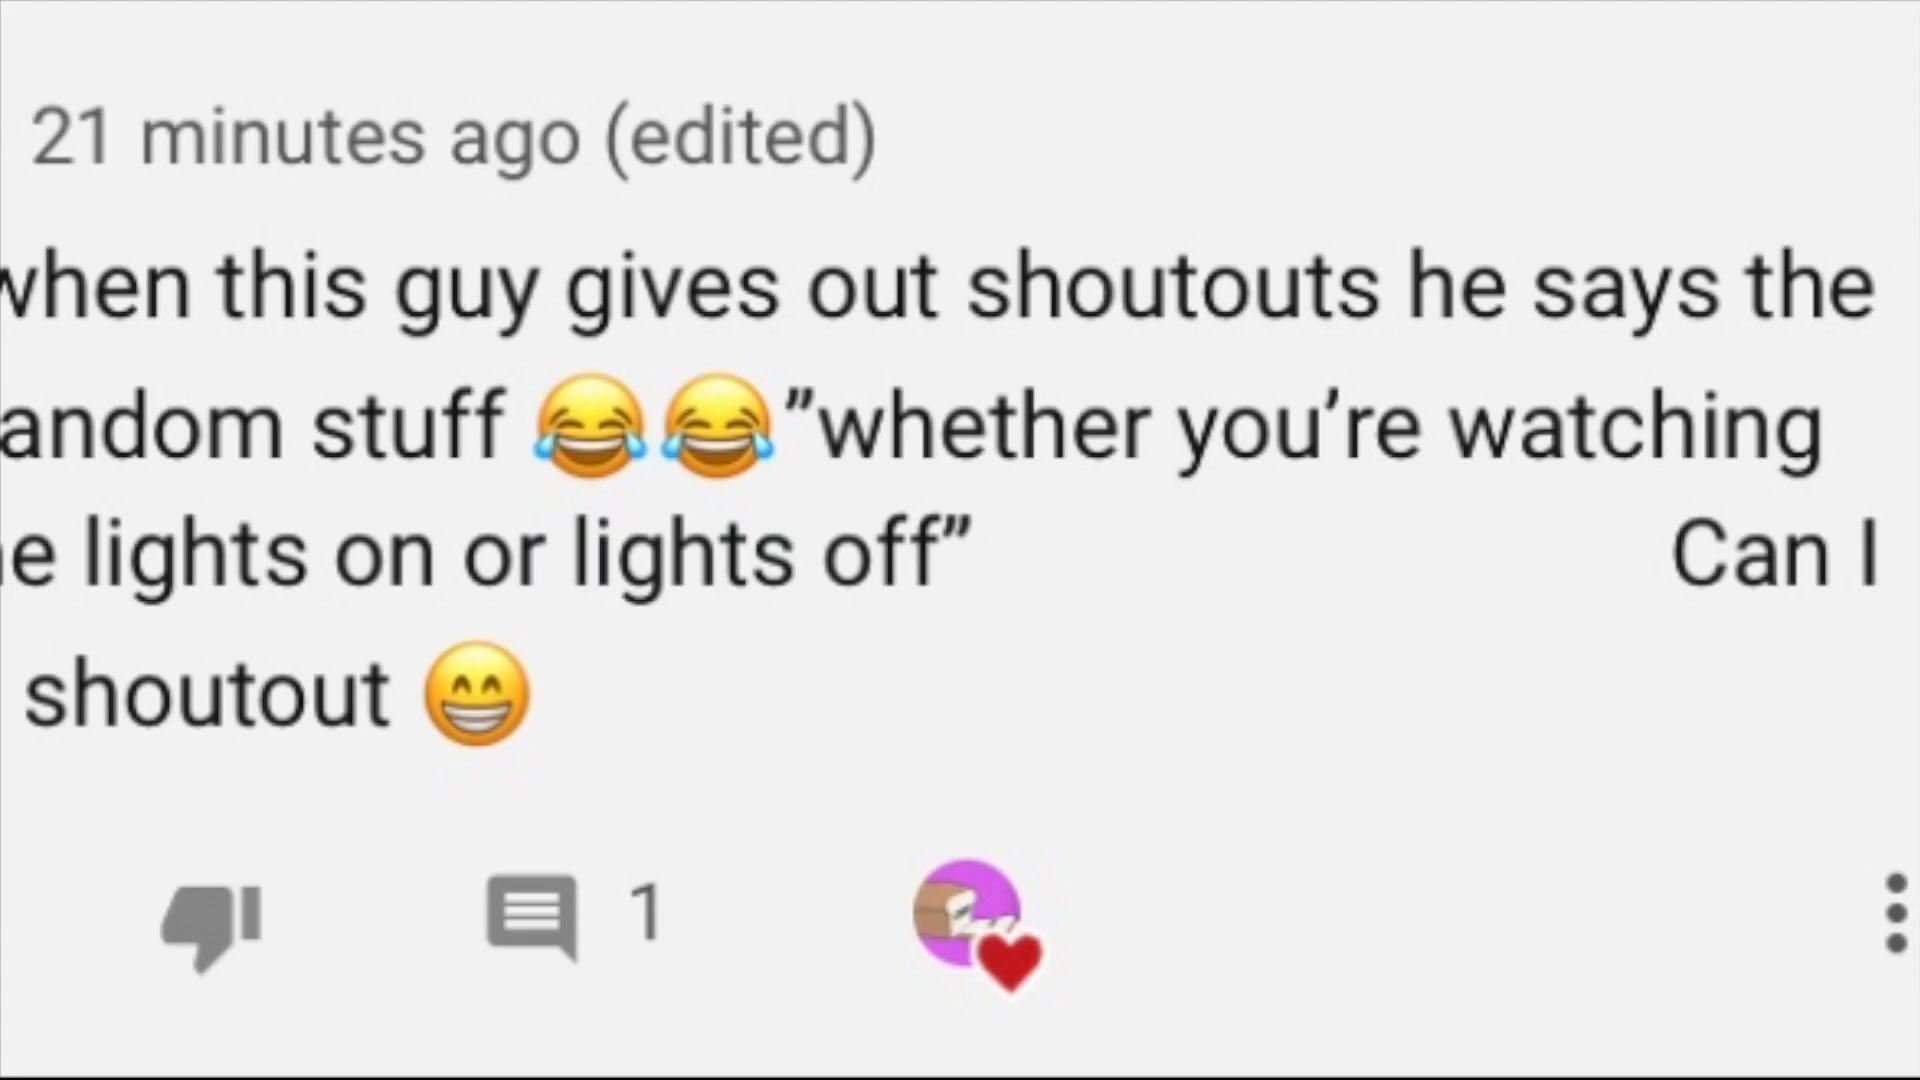 21 minutes ago (edited)
when this guy gives out shoutouts he says the
andom stuff 😂😂"whether you’re watching
e lights on or lights off” Can I
shoutout 😁
1